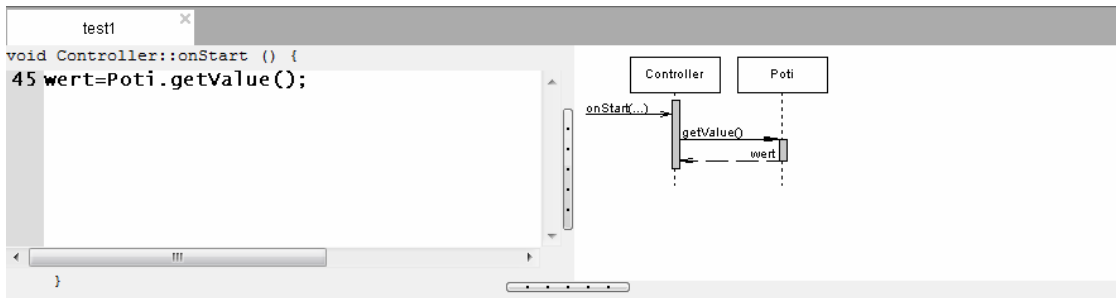 test1
void Controller::onStart () {
45 wert=Poti.getValue();
}
Controller
Poti
onStart(...)
getValue()
wert